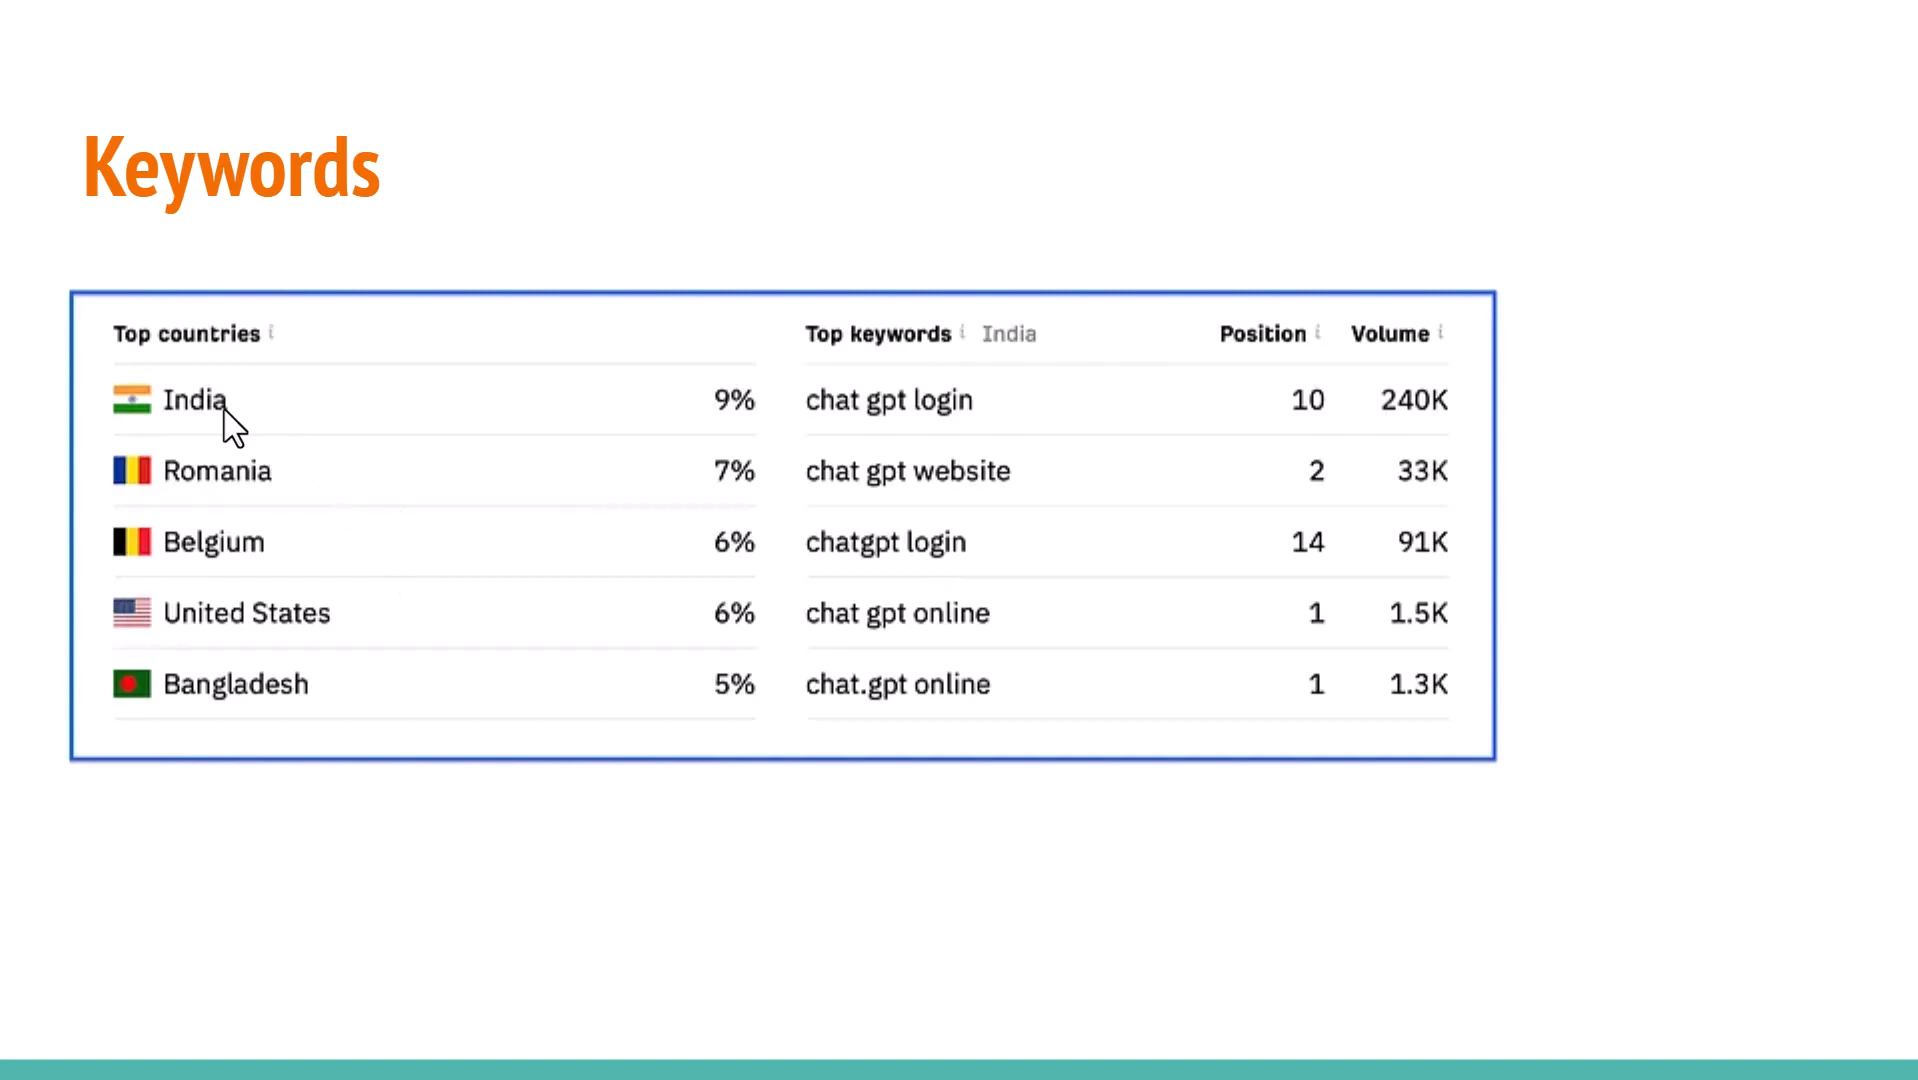 Keywords
Top countries i
Top keywords i India Position i Volume i
India 9% chat gpt login 10 240K
Romania 7% chat gpt website 2 33K
Belgium 6% chatgpt login 14 91K
United States 6% chat gpt online 1 1.5K
Bangladesh 5% chat.gpt online 1 1.3K